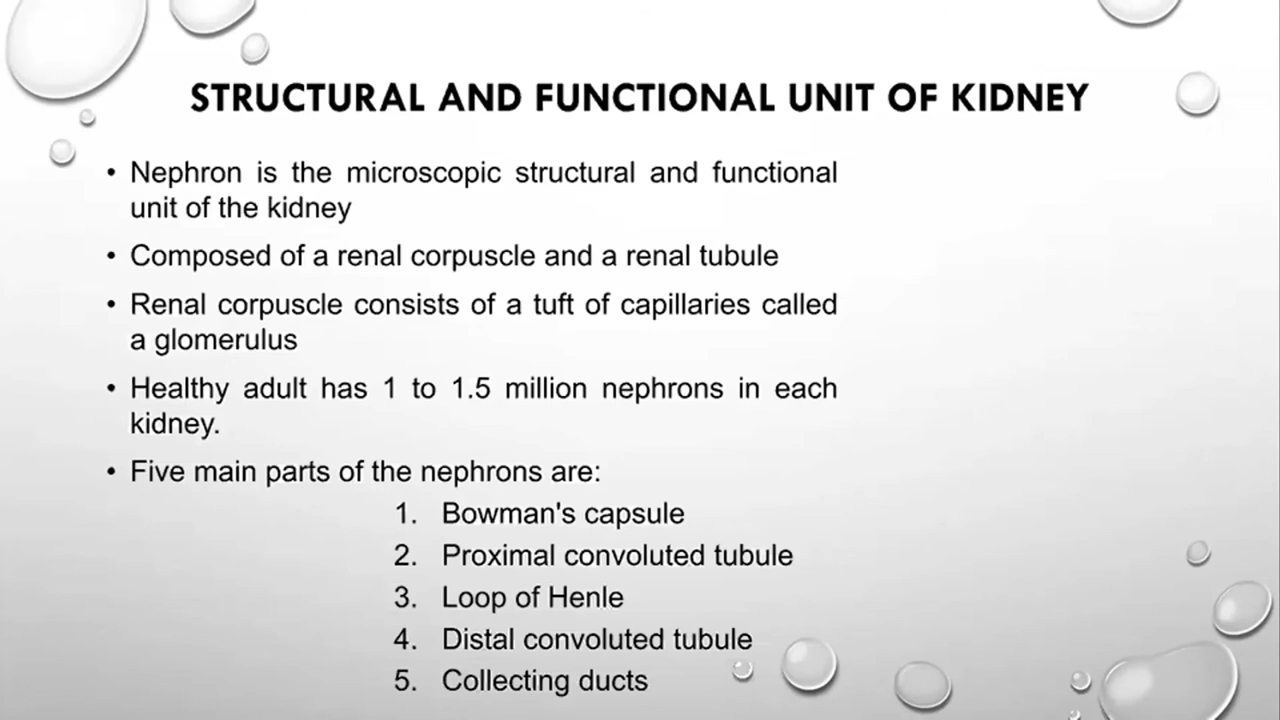 STRUCTURAL AND FUNCTIONAL UNIT OF KIDNEY
• Nephron is the microscopic structural and functional
unit of the kidney
• Composed of a renal corpuscle and a renal tubule
• Renal corpuscle consists of a tuft of capillaries called
a glomerulus
• Healthy adult has 1 to 1.5 million nephrons in each
kidney.
• Five main parts of the nephrons are:
1. Bowman's capsule
2. Proximal convoluted tubule
3. Loop of Henle
4. Distal convoluted tubule
5. Collecting ducts